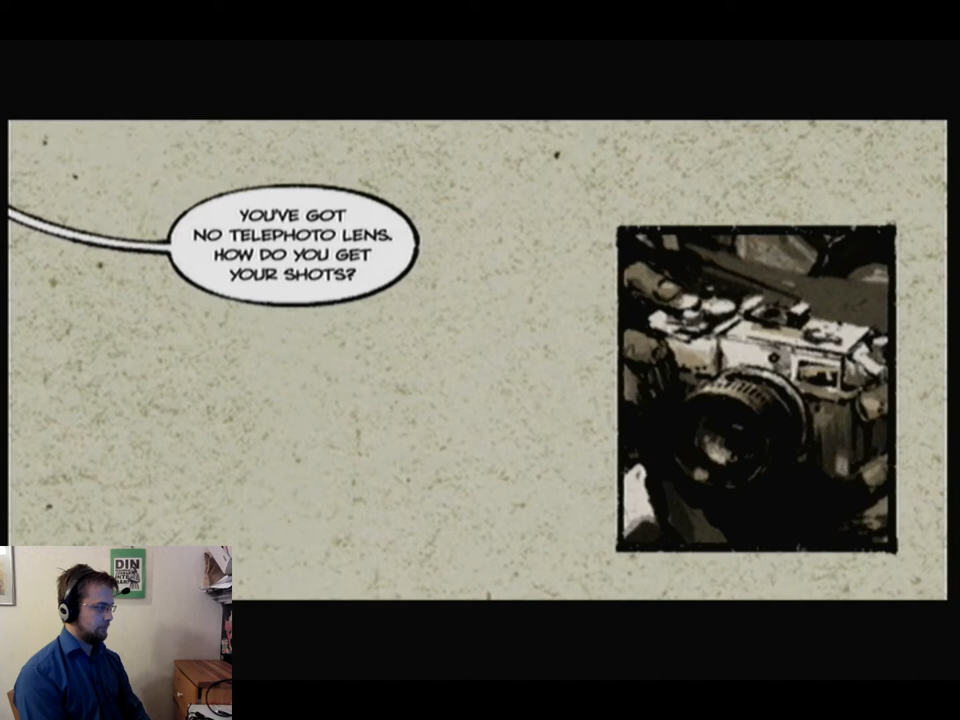 YOU'VE GOT
NO TELEPHOTO LENS.
HOW DO YOU GET
YOUR SHOTS?
DIN